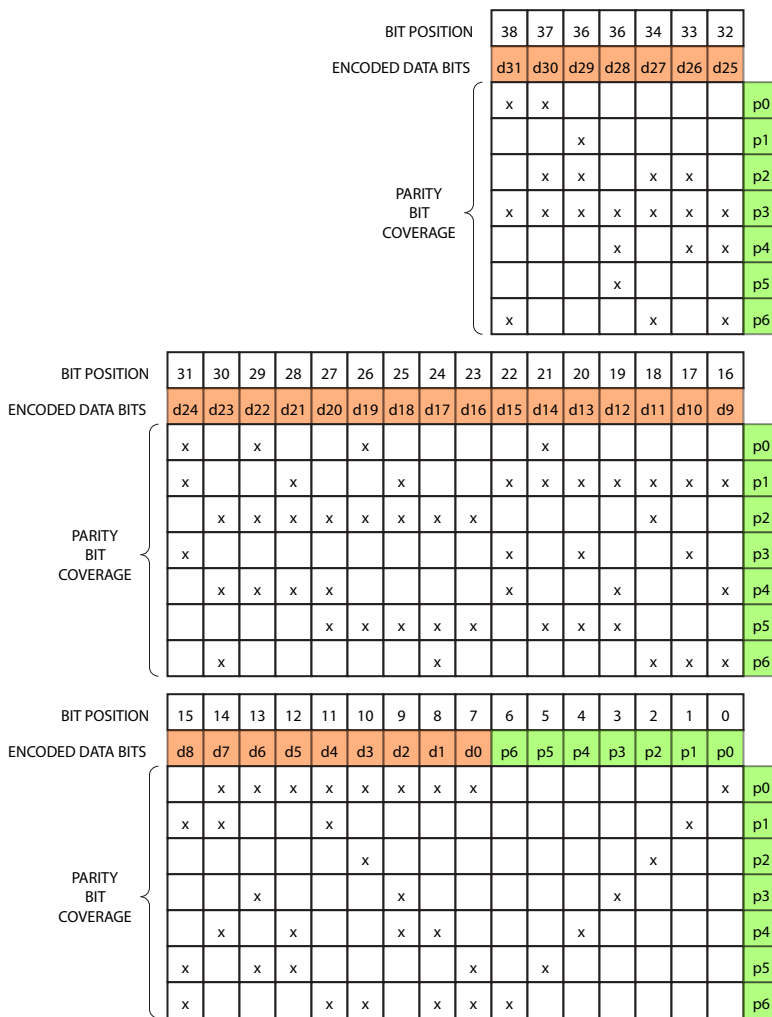 BIT POSITION 38 37 36 36 34 33 32
ENCODED DATA BITS d31 d30 d29 d28 d27 d26 d25
x x p0
x p1
x x x x p2
PARITY
BIT
COVERAGE
x x x x x x x p3
x x x p4
x p5
x x x p6
BIT POSITION 31 30 29 28 27 26 25 24 23 22 21 20 19 18 17 16
ENCODED DATA BITS d24 d23 d22 d21 d20 d19 d18 d17 d16 d15 d14 d13 d12 d11 d10 d9
x x x x p0
x x x x x x x x x x p1
x x x x x x x x x p2
PARITY
BIT
COVERAGE
x x x x p3
x x x x x x x p4
x x x x x x x x p5
x x x x x p6
BIT POSITION 15 14 13 12 11 10 9 8 7 6 5 4 3 2 1 0
ENCODED DATA BITS d8 d7 d6 d5 d4 d3 d2 d1 d0 p6 p5 p4 p3 p2 p1 p0
x x x x x x x x x p0
x x x x p1
x x p2
PARITY
BIT
COVERAGE
x x x p3
x x x x x p4
x x x x x p5
x x x x x x p6